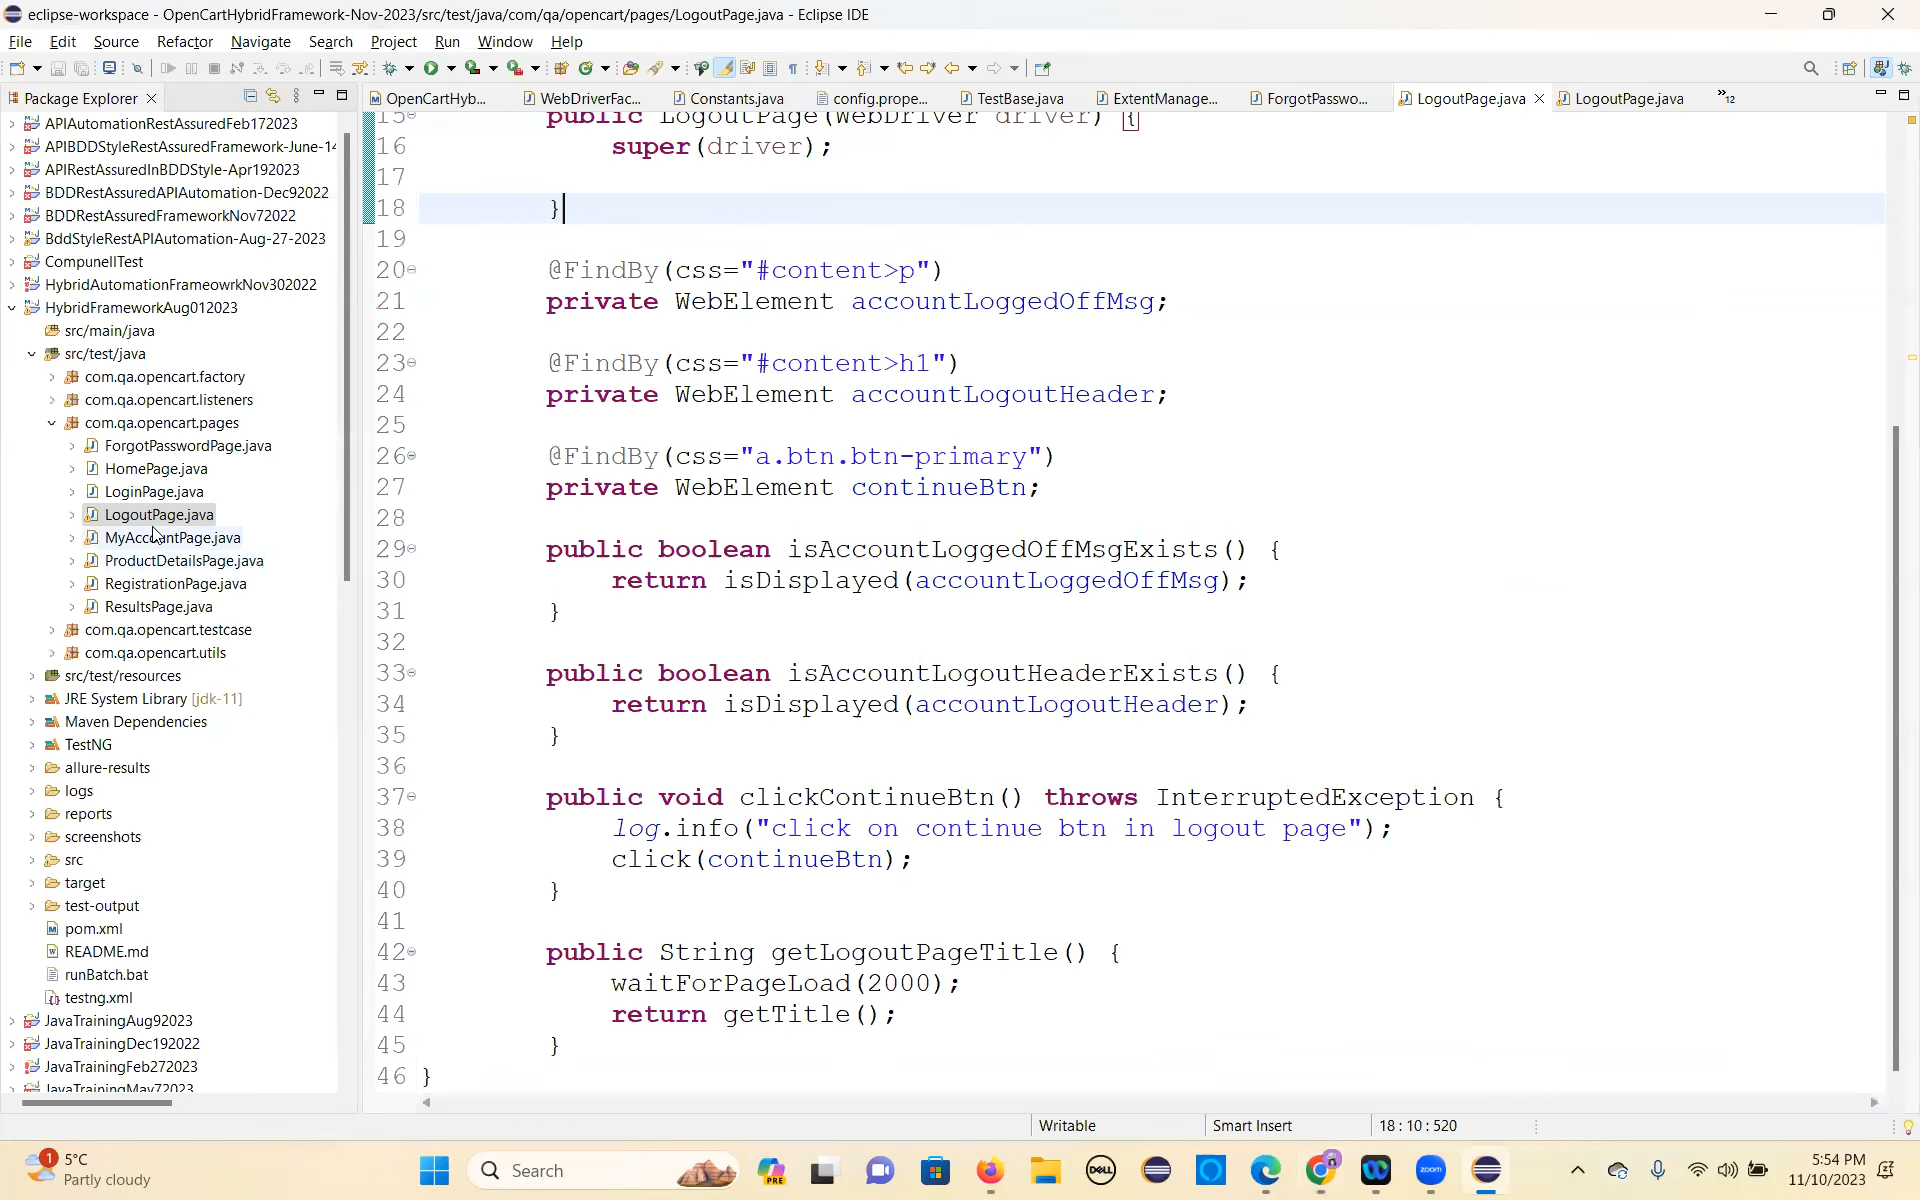 eclipse-workspace - OpenCartHybridFramework-Nov-2023/src/test/java/com/qa/opencart/pages/LogoutPage.java - Eclipse IDE
File Edit Source Refactor Navigate Search Project Run Window Help
Package Explorer
OpenCartHyb... WebDriverFac... Constants.java config.prope... TestBase.java ExtentManage... ForgotPasswo... LogoutPage.java LogoutPage.java 12
APIAutomationRestAssuredFeb172023
APIBDDStyleRestAssuredFramework-June-14
APIRestAssuredInBDDStyle-Apr192023
BDDRestAssuredAPIAutomation-Dec92022
BDDRestAssuredFrameworkNov72022
BddStyleRestAPIAutomation-Aug-27-2023
CompunellTest
HybridAutomationFrameowrkNov302022
HybridFrameworkAug012023
src/main/java
src/test/java
com.qa.opencart.factory
com.qa.opencart.listeners
com.qa.opencart.pages
ForgotPasswordPage.java
HomePage.java
LoginPage.java
LogoutPage.java
MyAccountPage.java
ProductDetailsPage.java
RegistrationPage.java
ResultsPage.java
com.qa.opencart.testcase
com.qa.opencart.utils
src/test/resources
JRE System Library [jdk-11]
Maven Dependencies
TestNG
allure-results
logs
reports
screenshots
src
target
test-output
pom.xml
README.md
runBatch.bat
testng.xml
JavaTrainingAug92023
JavaTrainingDec192022
JavaTrainingFeb272023
JavaTrainingMay72023
15 public LogoutPage(WebDriver driver) {
16 super(driver);
17
18 }
19
20 @FindBy(css="#content>p")
21 private WebElement accountLoggedOffMsg;
22
23 @FindBy(css="#content>h1")
24 private WebElement accountLogoutHeader;
25
26 @FindBy(css="a.btn.btn-primary")
27 private WebElement continueBtn;
28
29 public boolean isAccountLoggedOffMsgExists() {
30 return isDisplayed(accountLoggedOffMsg);
31 }
32
33 public boolean isAccountLogoutHeaderExists() {
34 return isDisplayed(accountLogoutHeader);
35 }
36
37 public void clickContinueBtn() throws InterruptedException {
38 log.info("click on continue btn in logout page");
39 click(continueBtn);
40 }
41
42 public String getLogoutPageTitle() {
43 waitForPageLoad(2000);
44 return getTitle();
45 }
46 }
Writable Smart Insert 18 : 10 : 520
1
5°C
Partly cloudy
Search
PRE
DELL
zoom
5:54 PM
11/10/2023